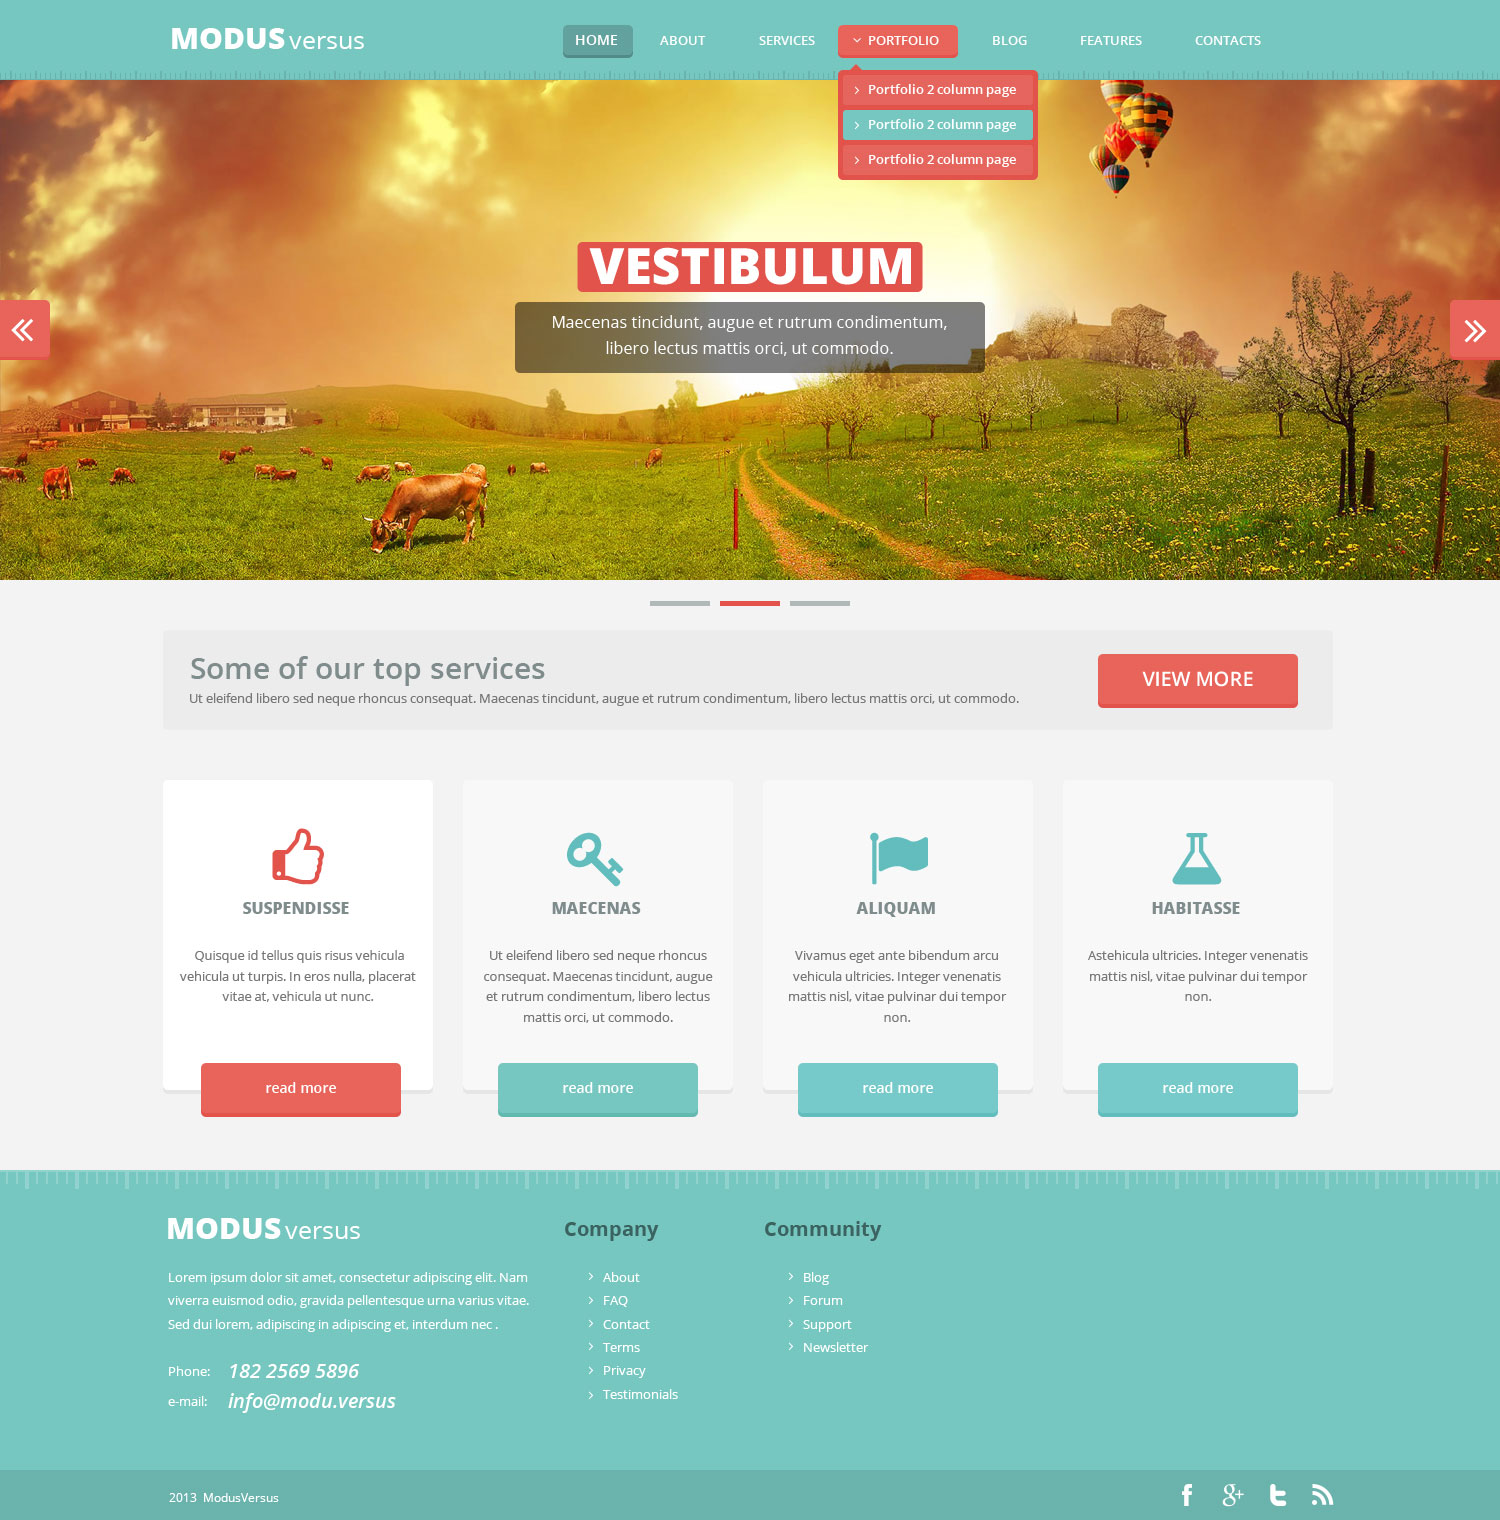 MODUS versus
HOME ABOUT SERVICES PORTFOLIO BLOG FEATURES CONTACTS
Portfolio 2 column page
Portfolio 2 column page
Portfolio 2 column page
VESTIBULUM
Maecenas tincidunt, augue et rutrum condimentum,
libero lectus mattis orci, ut commodo.
Some of our top services
Ut eleifend libero sed neque rhoncus consequat. Maecenas tincidunt, augue et rutrum condimentum, libero lectus mattis orci, ut commodo.
VIEW MORE
SUSPENDISSE
Quisque id tellus quis risus vehicula
vehicula ut turpis. In eros nulla, placerat
vitae at, vehicula ut nunc.
read more
MAECENAS
Ut eleifend libero sed neque rhoncus
consequat. Maecenas tincidunt, augue
et rutrum condimentum, libero lectus
mattis orci, ut commodo.
read more
ALIQUAM
Vivamus eget ante bibendum arcu
vehicula ultricies. Integer venenatis
mattis nisl, vitae pulvinar dui tempor
non.
read more
HABITASSE
Astehicula ultricies. Integer venenatis
mattis nisl, vitae pulvinar dui tempor
non.
read more
MODUS versus
Lorem ipsum dolor sit amet, consectetur adipiscing elit. Nam
viverra euismod odio, gravida pellentesque urna varius vitae.
Sed dui lorem, adipiscing in adipiscing et, interdum nec .
Phone: 182 2569 5896
e-mail: info@modu.versus
Company
About
FAQ
Contact
Terms
Privacy
Testimonials
Community
Blog
Forum
Support
Newsletter
2013 ModusVersus